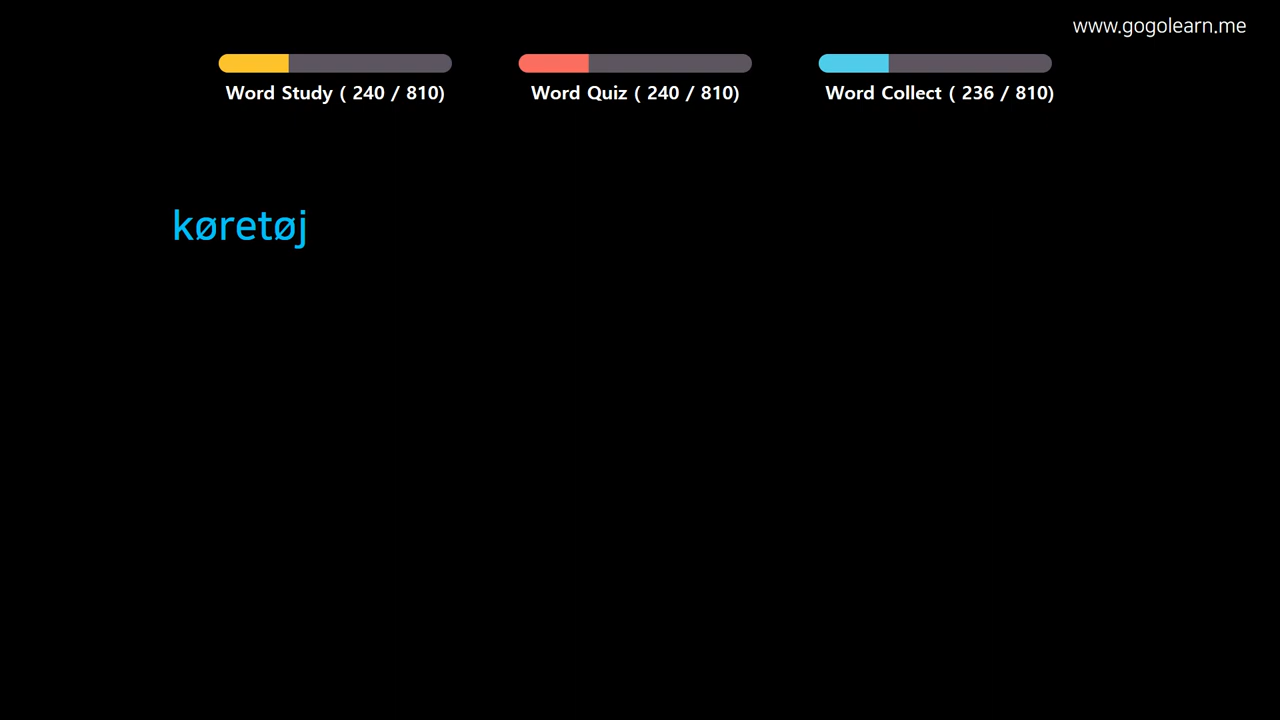 www.gogolearn.me
Word Study ( 240 / 810)
Word Quiz ( 240 / 810)
Word Collect ( 236 / 810)
køretøj